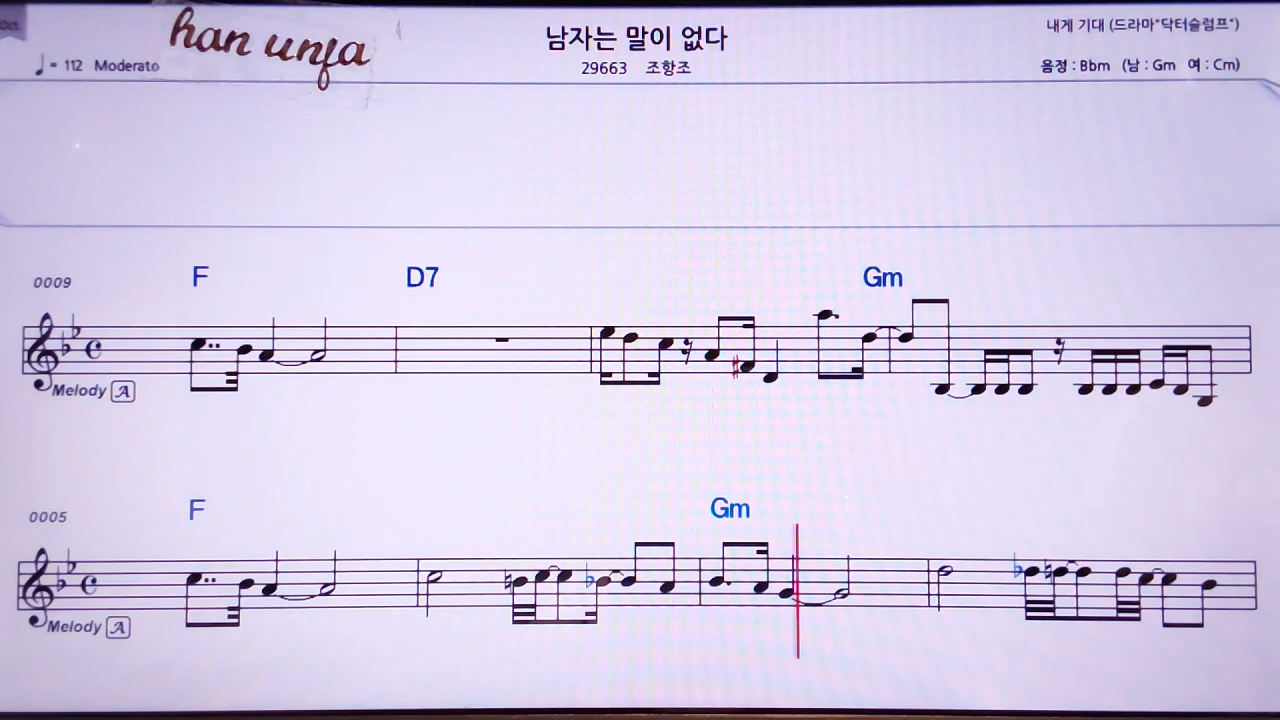 han unfa
남자는 말이 없다
내게 기대 (드라마"닥터슬럼프")
♩= 112 Moderato
29663 조항조
음정 : Bbm (남 : Gm 여 : Cm)
0009
F D7 Gm
Melody A
0005
F Gm
Melody A